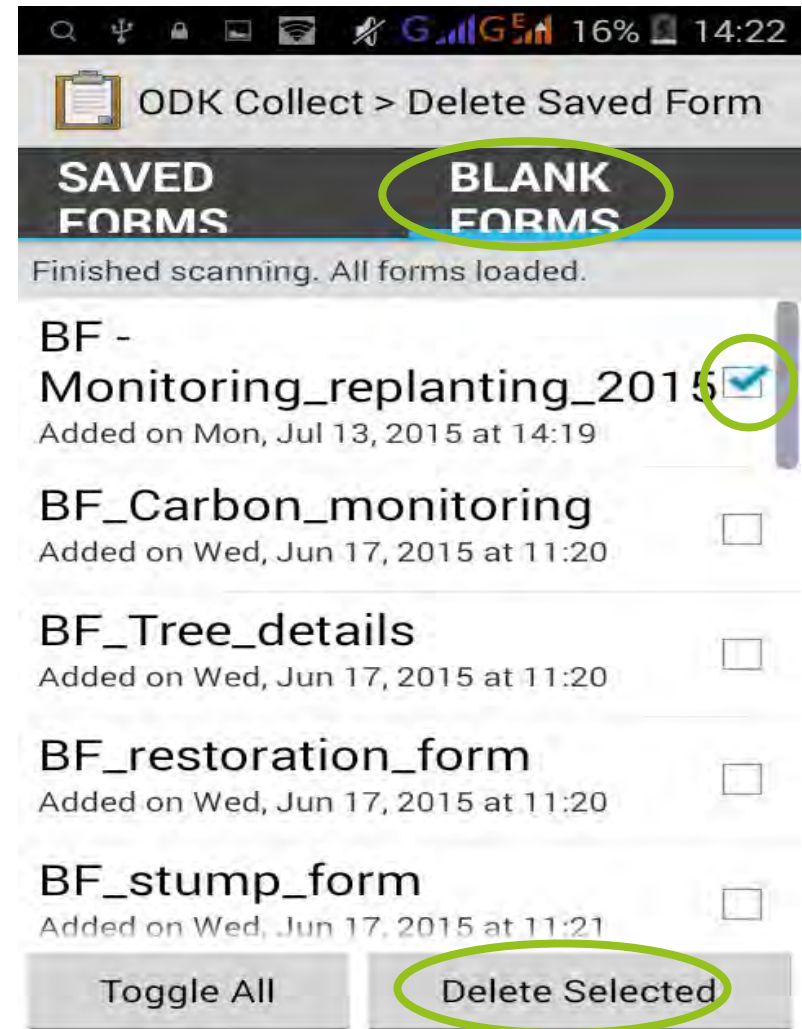 G G E 16% 14:22
ODK Collect > Delete Saved Form
SAVED BLANK
FORMS FORMS
Finished scanning. All forms loaded.
BF -
Monitoring_replanting_2015
Added on Mon, Jul 13, 2015 at 14:19
BF_Carbon_monitoring
Added on Wed, Jun 17, 2015 at 11:20
BF_Tree_details
Added on Wed, Jun 17, 2015 at 11:20
BF_restoration_form
Added on Wed, Jun 17, 2015 at 11:20
BF_stump_form
Added on Wed, Jun 17, 2015 at 11:21
Toggle All Delete Selected